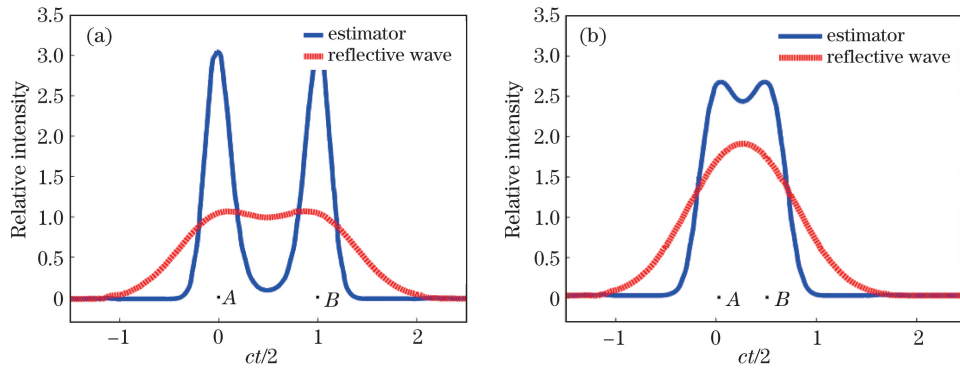 (a)
estimator
reflective wave
Relative intensity
3.5
3.0
2.5
2.0
1.5
1.0
0.5
0
A
B
−1
0
1
2
ct/2
(b)
estimator
reflective wave
Relative intensity
3.5
3.0
2.5
2.0
1.5
1.0
0.5
0
A
B
−1
0
1
2
ct/2